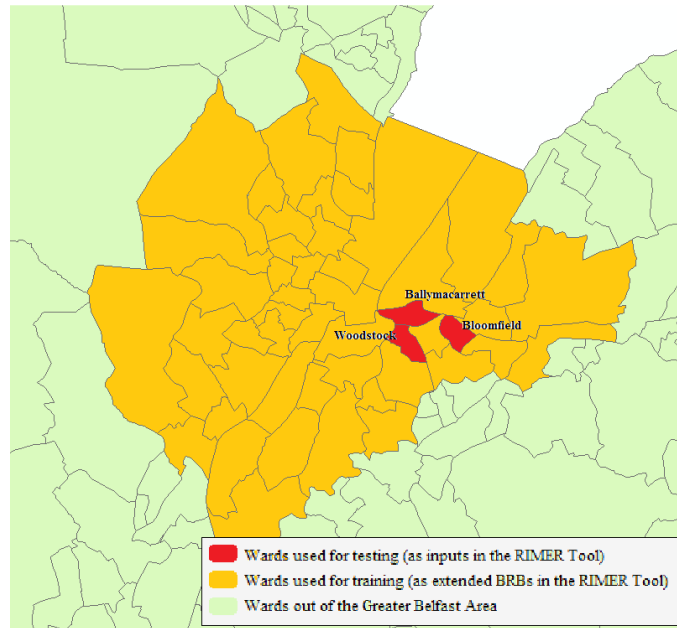 Ballymacarrett
Bloomfield
Woodstock
Wards used for testing (as inputs in the RIMER Tool)
Wards used for training (as extended BRBs in the RIMER Tool)
Wards out of the Greater Belfast Area